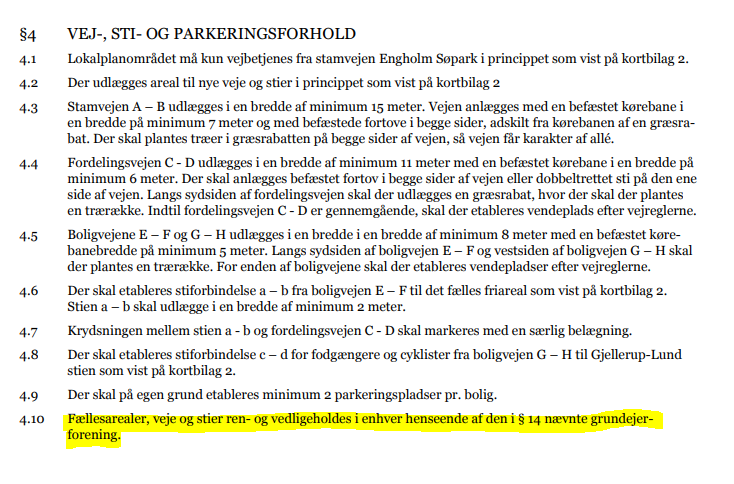 §4 VEJ-, STI- OG PARKERINGSFORHOLD
4.1 Lokalplanområdet må kun vejbetjenes fra stamvejen Engholm Søpark i princippet som vist på kortbilag 2.
4.2 Der udlægges areal til nye veje og stier i princippet som vist på kortbilag 2
4.3 Stamvejen A – B udlægges i en bredde af minimum 15 meter. Vejen anlægges med en befæstet kørebane i
en bredde på minimum 7 meter og med befæstede fortove i begge sider, adskilt fra kørebanen af en græsra-
bat. Der skal plantes træer i græsrabatten på begge sider af vejen, så vejen får karakter af allé.
4.4 Fordelingsvejen C - D udlægges i en bredde af minimum 11 meter med en befæstet kørebane i en bredde på
minimum 6 meter. Der skal anlægges befæstet fortov i begge sider af vejen eller dobbeltrettet sti på den ene
side af vejen. Langs sydsiden af fordelingsvejen skal der udlægges en græsrabat, hvor der skal der plantes
en trærække. Indtil fordelingsvejen C - D er gennemgående, skal der etableres vendeplads efter vejreglerne.
4.5 Boligvejene E – F og G – H udlægges i en bredde i en bredde af minimum 8 meter med en befæstet køre-
banebredde på minimum 5 meter. Langs sydsiden af boligvejen E – F og vestsiden af boligvejen G – H skal
der plantes en trærække. For enden af boligvejene skal der etableres vendepladser efter vejreglerne.
4.6 Der skal etableres stiforbindelse a – b fra boligvejen E – F til det fælles friareal som vist på kortbilag 2.
Stien a – b skal udlægge i en bredde af minimum 2 meter.
4.7 Krydsningen mellem stien a - b og fordelingsvejen C - D skal markeres med en særlig belægning.
4.8 Der skal etableres stiforbindelse c – d for fodgængere og cyklister fra boligvejen G – H til Gjellerup-Lund
stien som vist på kortbilag 2.
4.9 Der skal på egen grund etableres minimum 2 parkeringspladser pr. bolig.
4.10 Fællesarealer, veje og stier ren- og vedligeholdes i enhver henseende af den i § 14 nævnte grundejer-
forening.